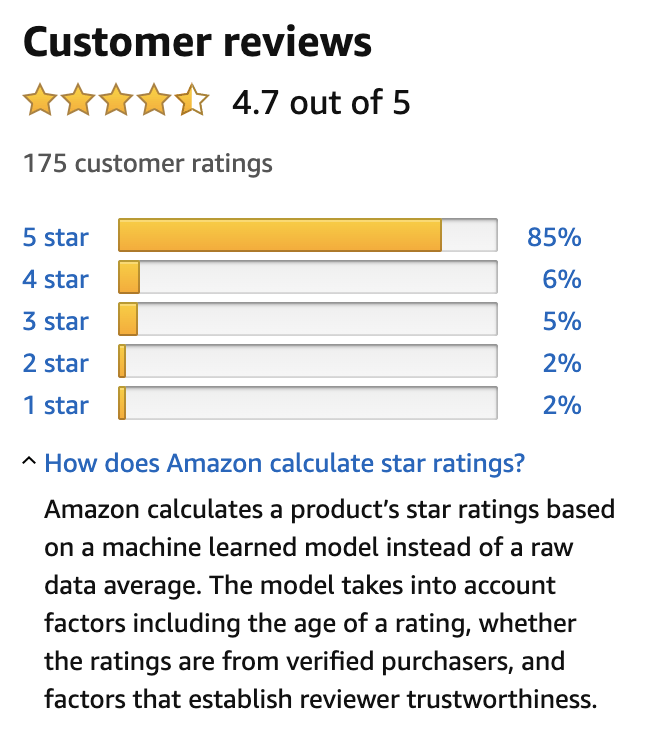 Customer reviews
4.7 out of 5
175 customer ratings
5 star 85%
4 star 6%
3 star 5%
2 star 2%
1 star 2%
How does Amazon calculate star ratings?
Amazon calculates a product’s star ratings based
on a machine learned model instead of a raw
data average. The model takes into account
factors including the age of a rating, whether
the ratings are from verified purchasers, and
factors that establish reviewer trustworthiness.